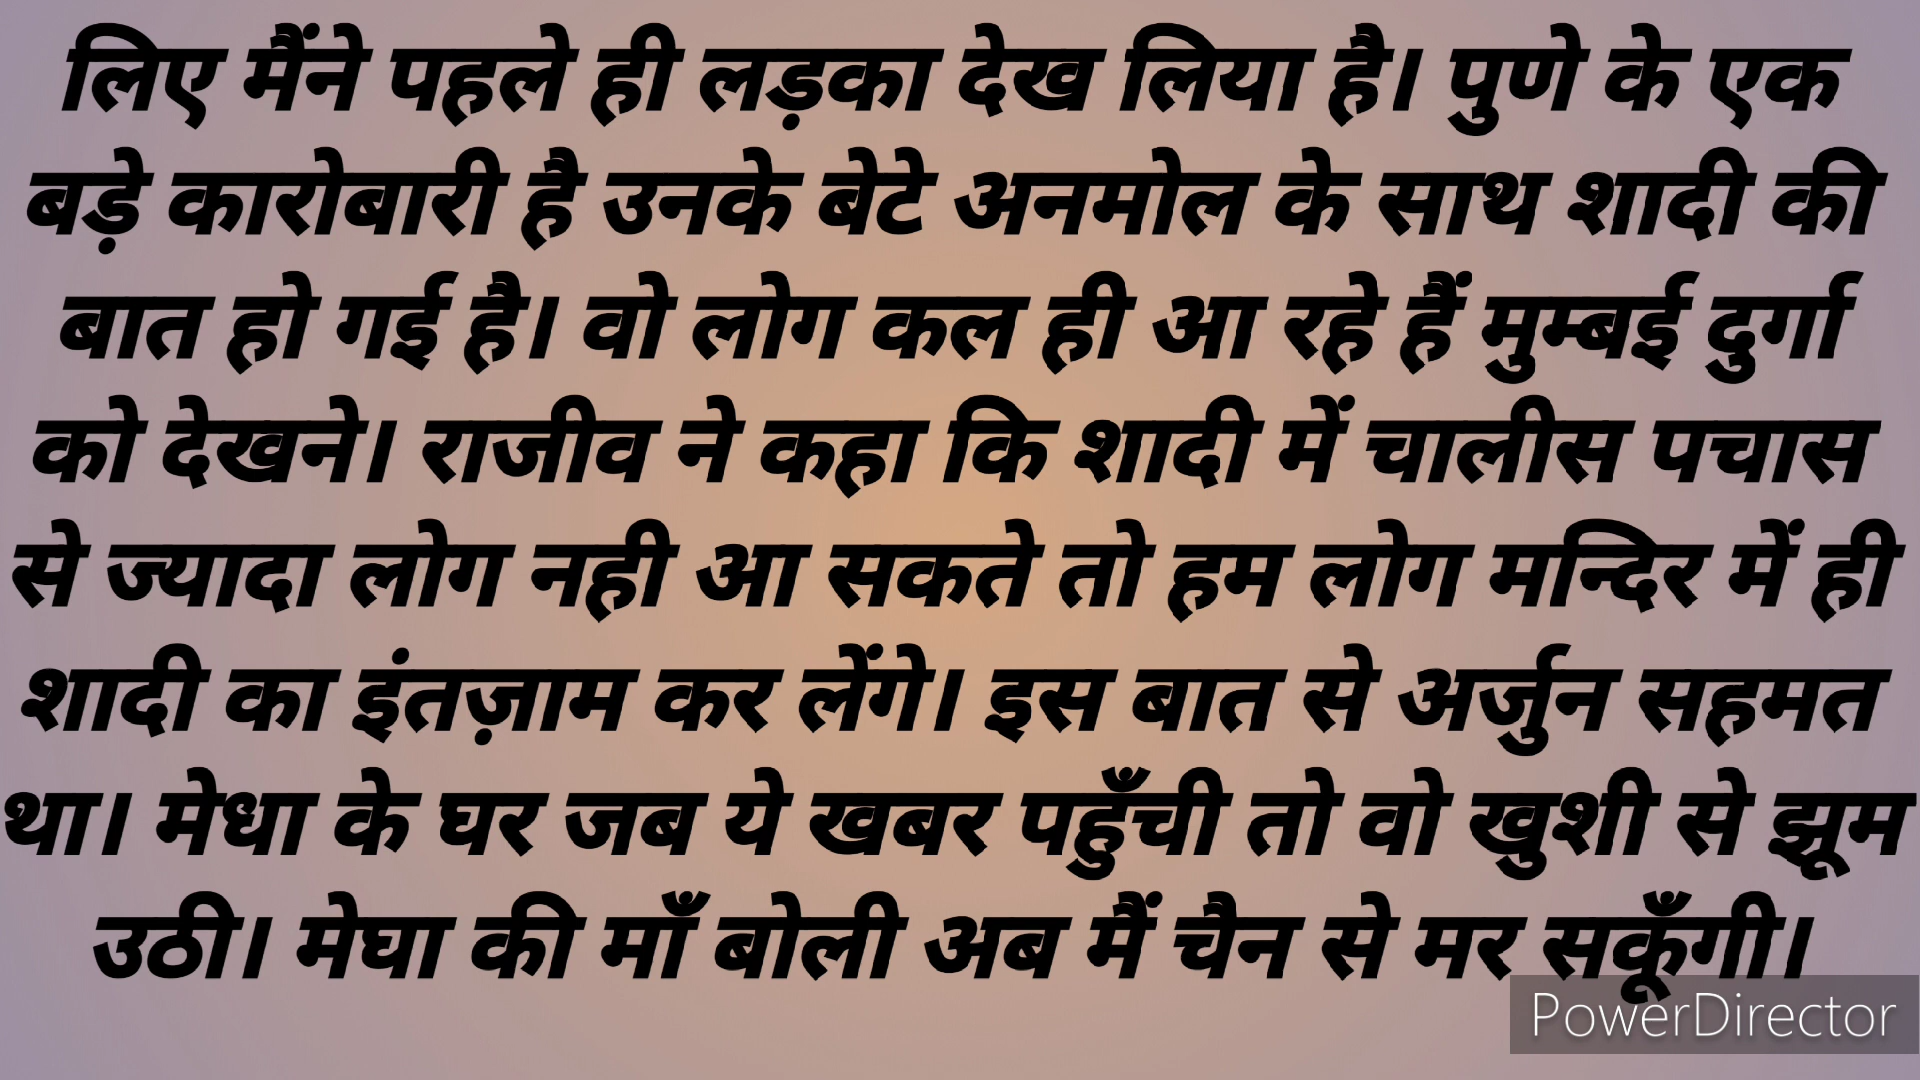 लिए मैंने पहले ही लड़का देख लिया है। पुणे के एक
बड़े कारोबारी है उनके बेटे अनमोल के साथ शादी की
बात हो गई है। वो लोग कल ही आ रहे हैं मुम्बई दुर्गा
को देखने। राजीव ने कहा कि शादी में चालीस पचास
से ज्यादा लोग नही आ सकते तो हम लोग मन्दिर में ही
शादी का इंतज़ाम कर लेंगे। इस बात से अर्जुन सहमत
था। मेधा के घर जब ये खबर पहुँची तो वो खुशी से झूम
उठी। मेघा की माँ बोली अब मैं चैन से मर सकूँगी।
PowerDirector